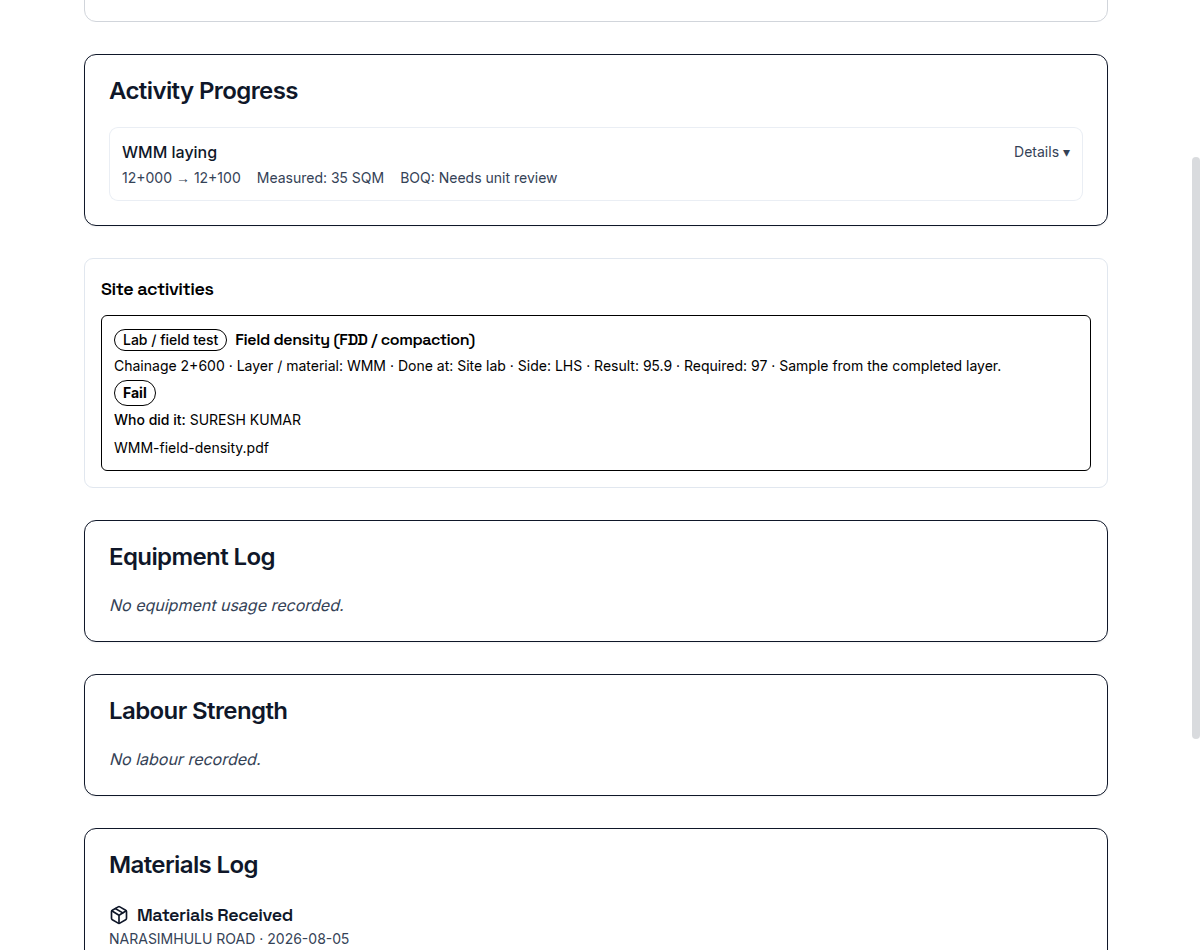 Activity Progress
WMM laying
Details ▾
12+000 → 12+100 Measured: 35 SQM BOQ: Needs unit review
Site activities
Lab / field test Field density (FDD / compaction)
Chainage 2+600 · Layer / material: WMM · Done at: Site lab · Side: LHS · Result: 95.9 · Required: 97 · Sample from the completed layer.
Fail
Who did it: SURESH KUMAR
WMM-field-density.pdf
Equipment Log
No equipment usage recorded.
Labour Strength
No labour recorded.
Materials Log
Materials Received
NARASIMHULU ROAD · 2026-08-05